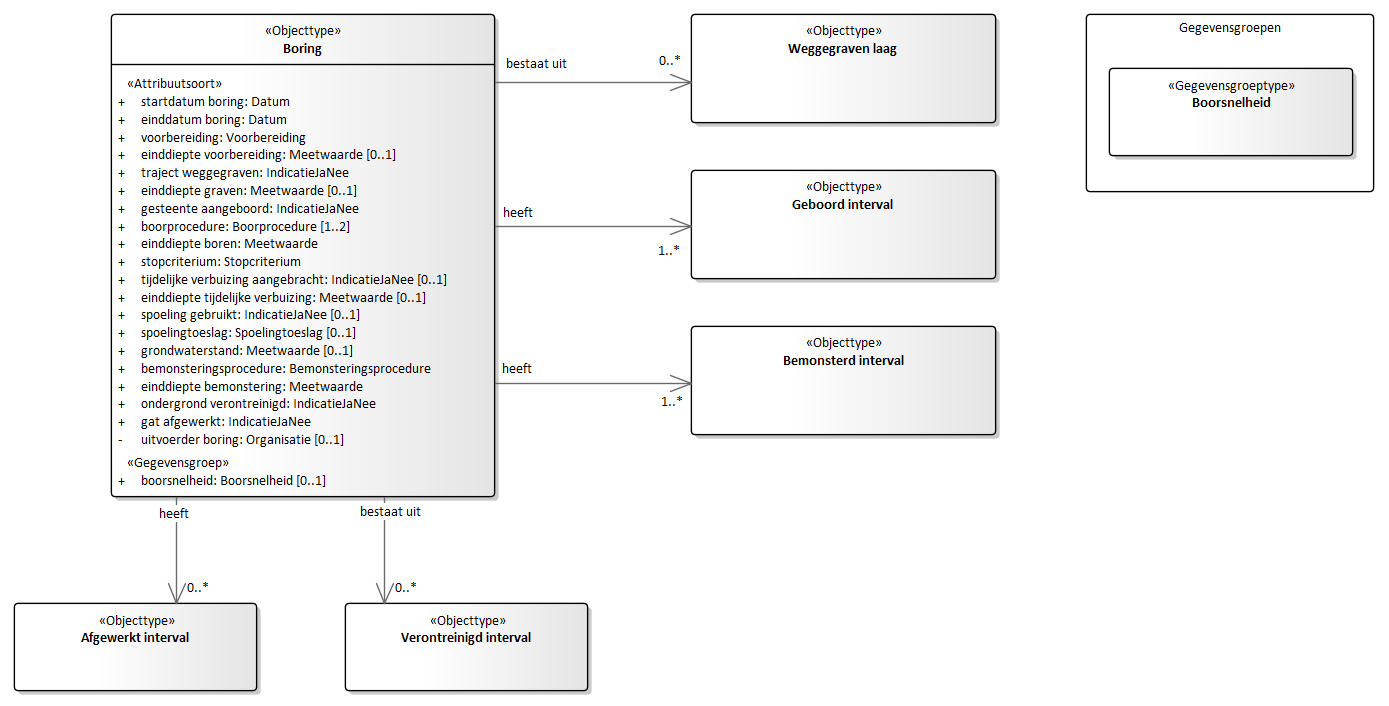 «Objecttype»
Boring
«Attribuutsoort»
+ startdatum boring: Datum
+ einddatum boring: Datum
+ voorbereiding: Voorbereiding
+ einddiepte voorbereiding: Meetwaarde [0..1]
+ traject weggegraven: IndicatieJaNee
+ einddiepte graven: Meetwaarde [0..1]
+ gesteente aangeboord: IndicatieJaNee
+ boorprocedure: Boorprocedure [1..2]
+ einddiepte boren: Meetwaarde
+ stopcriterium: Stopcriterium
+ tijdelijke verbuizing aangebracht: IndicatieJaNee [0..1]
+ einddiepte tijdelijke verbuizing: Meetwaarde [0..1]
+ spoeling gebruikt: IndicatieJaNee [0..1]
+ spoelingtoeslag: Spoelingtoeslag [0..1]
+ grondwaterstand: Meetwaarde [0..1]
+ bemonsteringsprocedure: Bemonsteringsprocedure
+ einddiepte bemonstering: Meetwaarde
+ ondergrond verontreinigd: IndicatieJaNee
+ gat afgewerkt: IndicatieJaNee
- uitvoerder boring: Organisatie [0..1]
«Gegevensgroep»
+ boorsnelheid: Boorsnelheid [0..1]
bestaat uit
0..*
«Objecttype»
Weggegraven laag
heeft
1..*
«Objecttype»
Geboord interval
heeft
1..*
«Objecttype»
Bemonsterd interval
Gegevensgroepen
«Gegevensgroeptype»
Boorsnelheid
heeft
0..*
«Objecttype»
Afgewerkt interval
bestaat uit
0..*
«Objecttype»
Verontreinigd interval